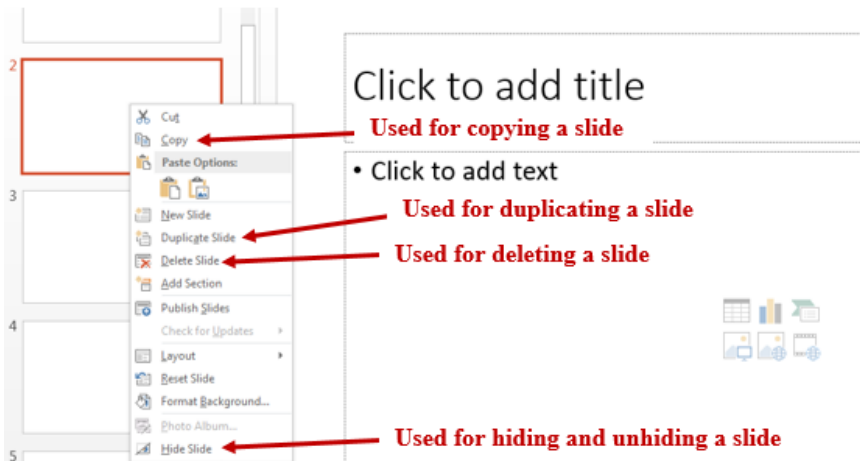 2
Click to add title
Cut
Used for copying a slide
Copy
Paste Options:
• Click to add text
3
Used for duplicating a slide
New Slide
Duplicate Slide
Used for deleting a slide
Delete Slide
Add Section
Publish Slides
4
Check for Updates
Layout
Reset Slide
Format Background...
Photo Album...
Used for hiding and unhiding a slide
Hide Slide
5